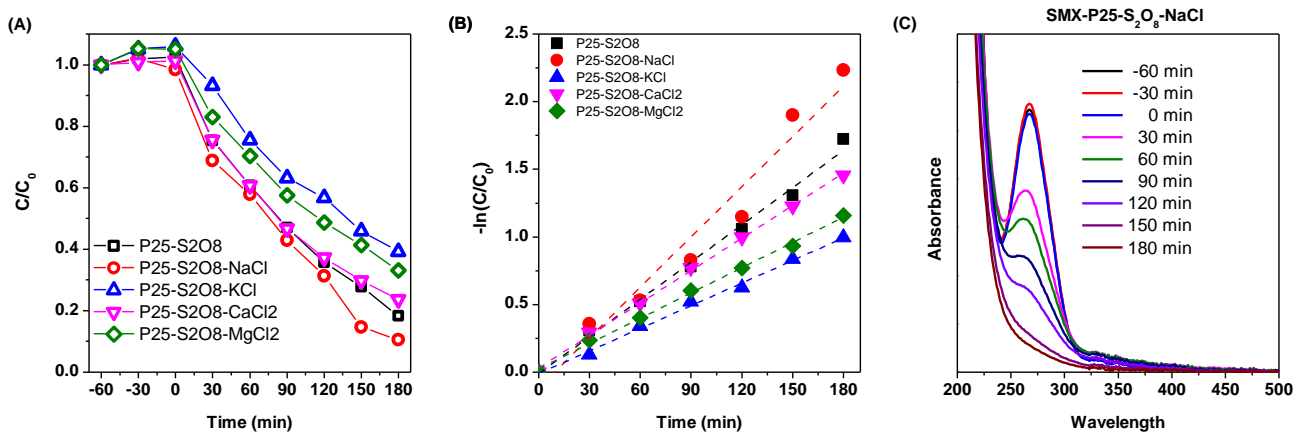 (A)
1.0
0.8
0.6
0.4
0.2
0.0
C/C0
-60 -30 0 30 60 90 120 150 180
Time (min)
P25-S2O8
P25-S2O8-NaCl
P25-S2O8-KCl
P25-S2O8-CaCl2
P25-S2O8-MgCl2
(B)
-2.5
2.0
1.5
1.0
0.5
0.0
-ln(C/C0)
0 30 60 90 120 150 180
Time (min)
P25-S2O8
P25-S2O8-NaCl
P25-S2O8-KCl
P25-S2O8-CaCl2
P25-S2O8-MgCl2
(C)
SMX-P25-S2O8-NaCl
-60 min
-30 min
0 min
30 min
60 min
90 min
120 min
150 min
180 min
Absorbance
200 250 300 350 400 450 500
Wavelength